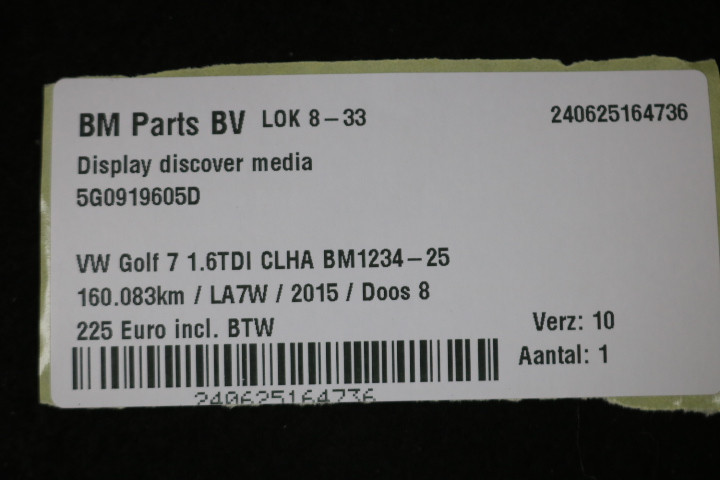 BM Parts BV LOK 8-33 240625164736
Display discover media
5G0919605D
VW Golf 7 1.6TDI CLHA BM1234-25
160.083km / LA7W / 2015 / Doos 8
225 Euro incl. BTW Verz: 10
Aantal: 1
240625164736